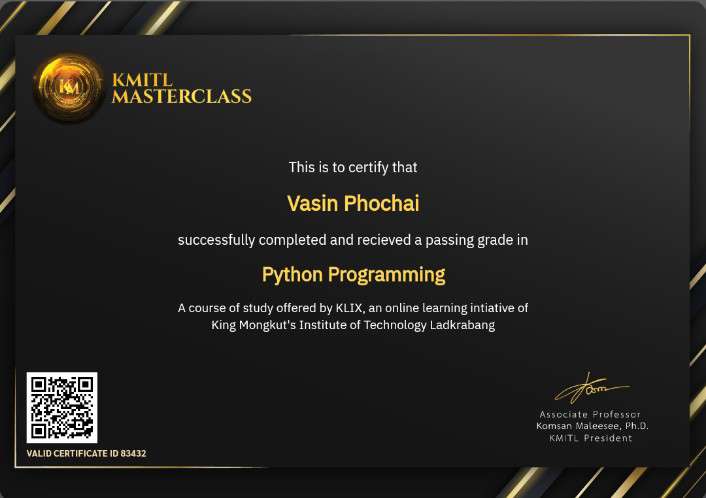 KM
KMITL
MASTERCLASS
This is to certify that
Vasin Phochai
successfully completed and recieved a passing grade in
Python Programming
A course of study offered by KLIX, an online learning intiative of
King Mongkut's Institute of Technology Ladkrabang
Associate Professor
Komsan Maleesee, Ph.D.
KMITL President
VALID CERTIFICATE ID 83432